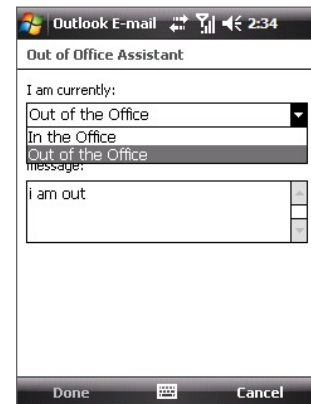 Outlook E-mail 2:34
Out of Office Assistant
I am currently:
Out of the Office
In the Office
Out of the Office
message:
i am out
Done Cancel